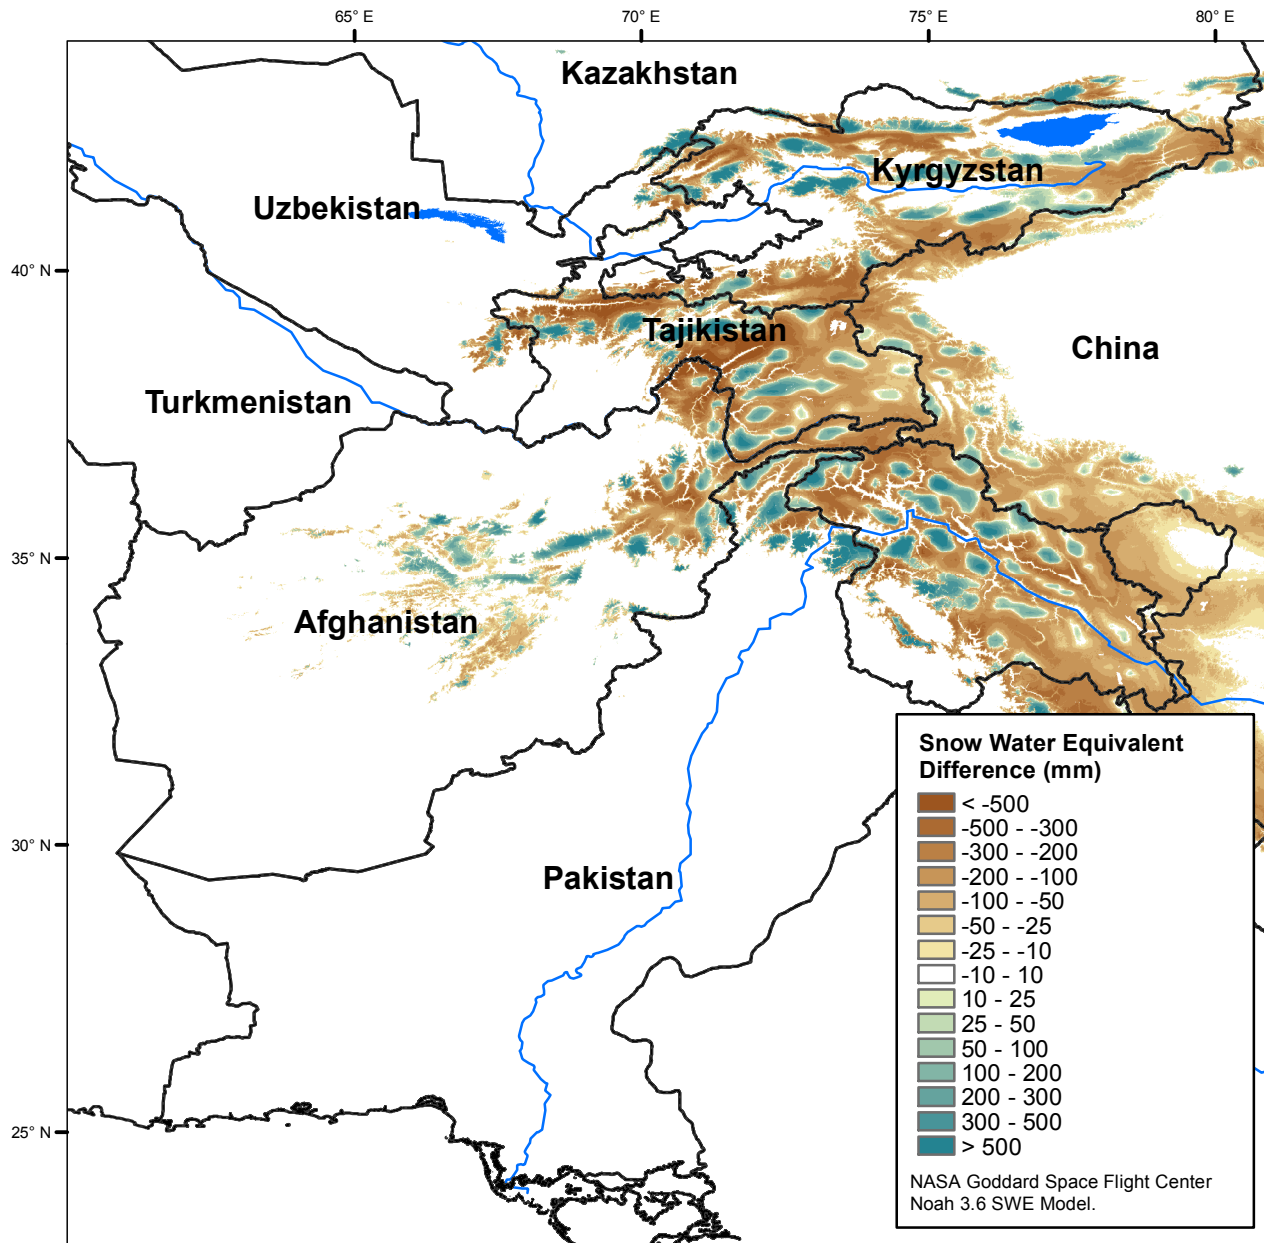 65° E
70° E
75° E
80° E
Kazakhstan
Kyrgyzstan
Uzbekistan
40° N
Tajikistan
China
Turkmenistan
35° N
Afghanistan
Snow Water Equivalent
Difference (mm)
< -500
-500 - -300
-300 - -200
-200 - -100
-100 - -50
-50 - -25
-25 - -10
-10 - 10
10 - 25
25 - 50
50 - 100
100 - 200
200 - 300
300 - 500
> 500
NASA Goddard Space Flight Center
Noah 3.6 SWE Model.
30° N
Pakistan
25° N